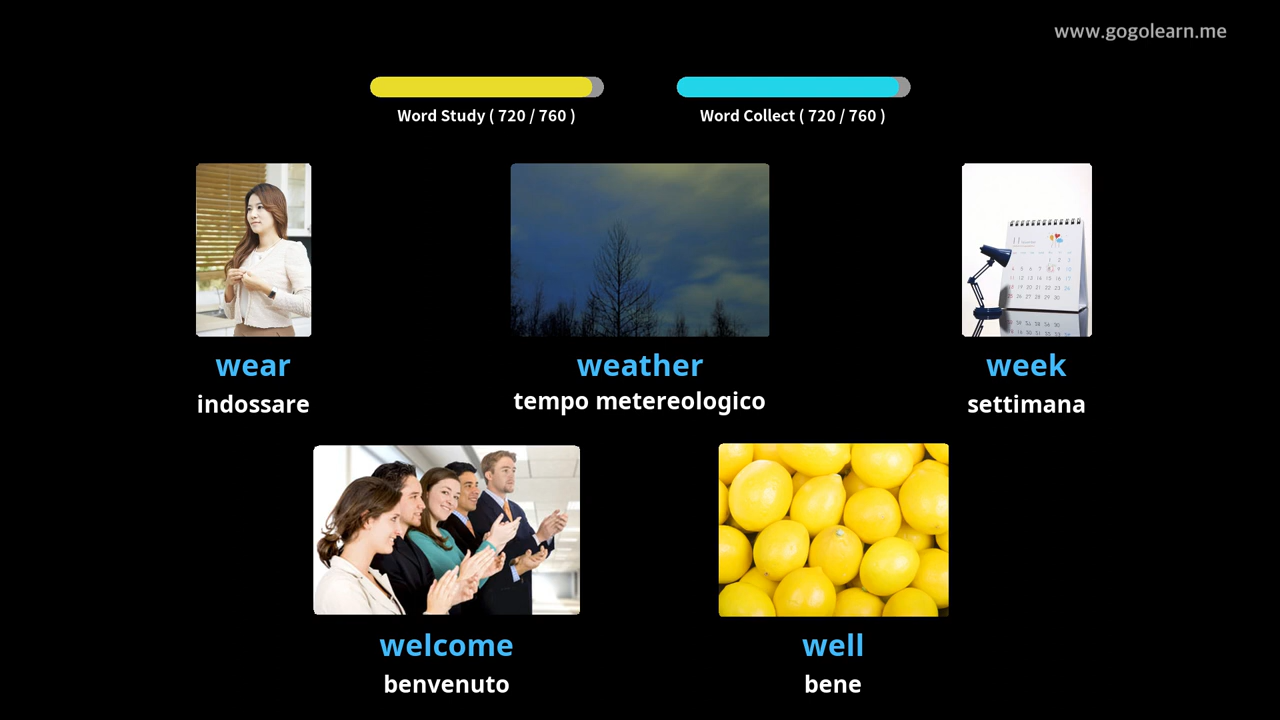 www.gogolearn.me
Word Study ( 720 / 760 )
Word Collect ( 720 / 760 )
wear
indossare
weather
tempo metereologico
week
settimana
welcome
benvenuto
well
bene